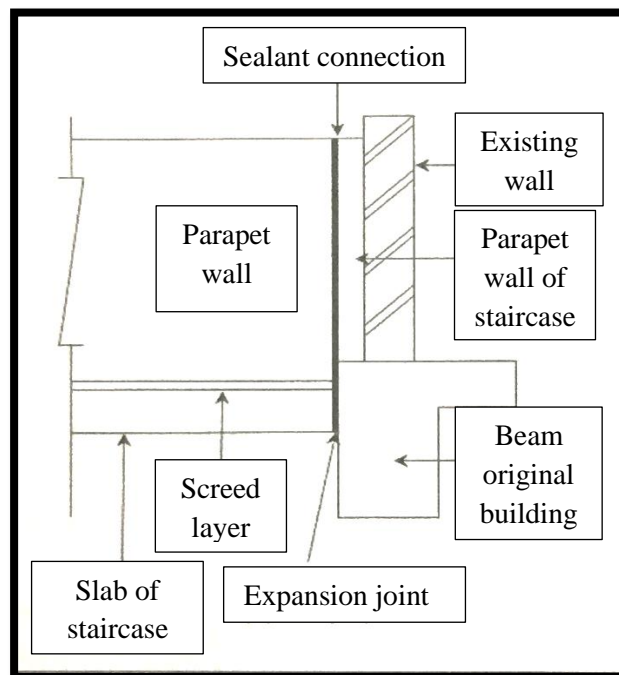 Sealant connection
Existing
wall
Parapet
wall
Parapet
wall of
staircase
Beam
original
building
Screed
layer
Slab of
staircase
Expansion joint